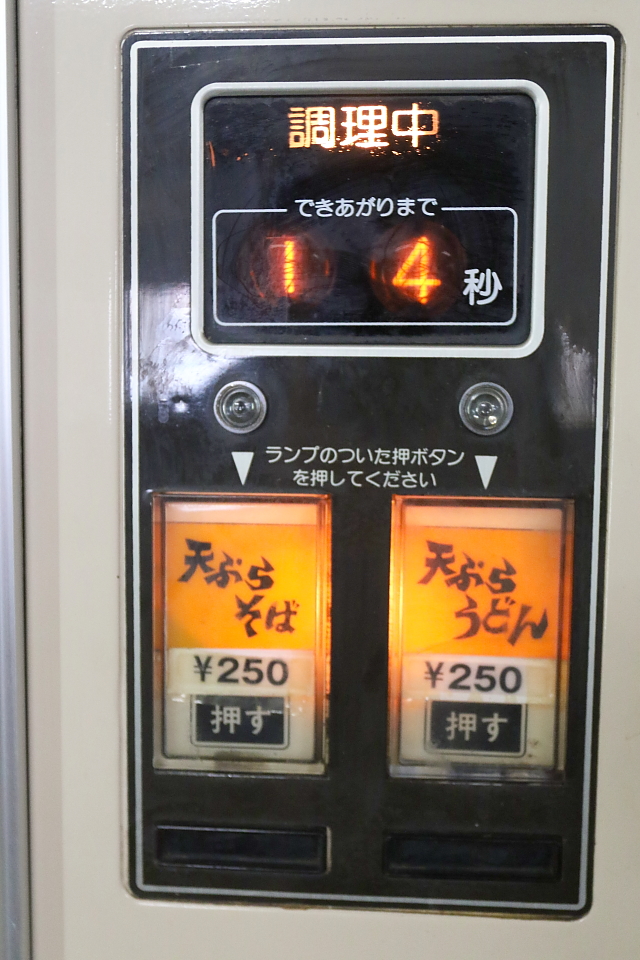 調理中
できあがりまで
14秒
ランプのついた押ボタン
を押してください
天ぷら
そば
¥250
押す
天ぷら
うどん
¥250
押す